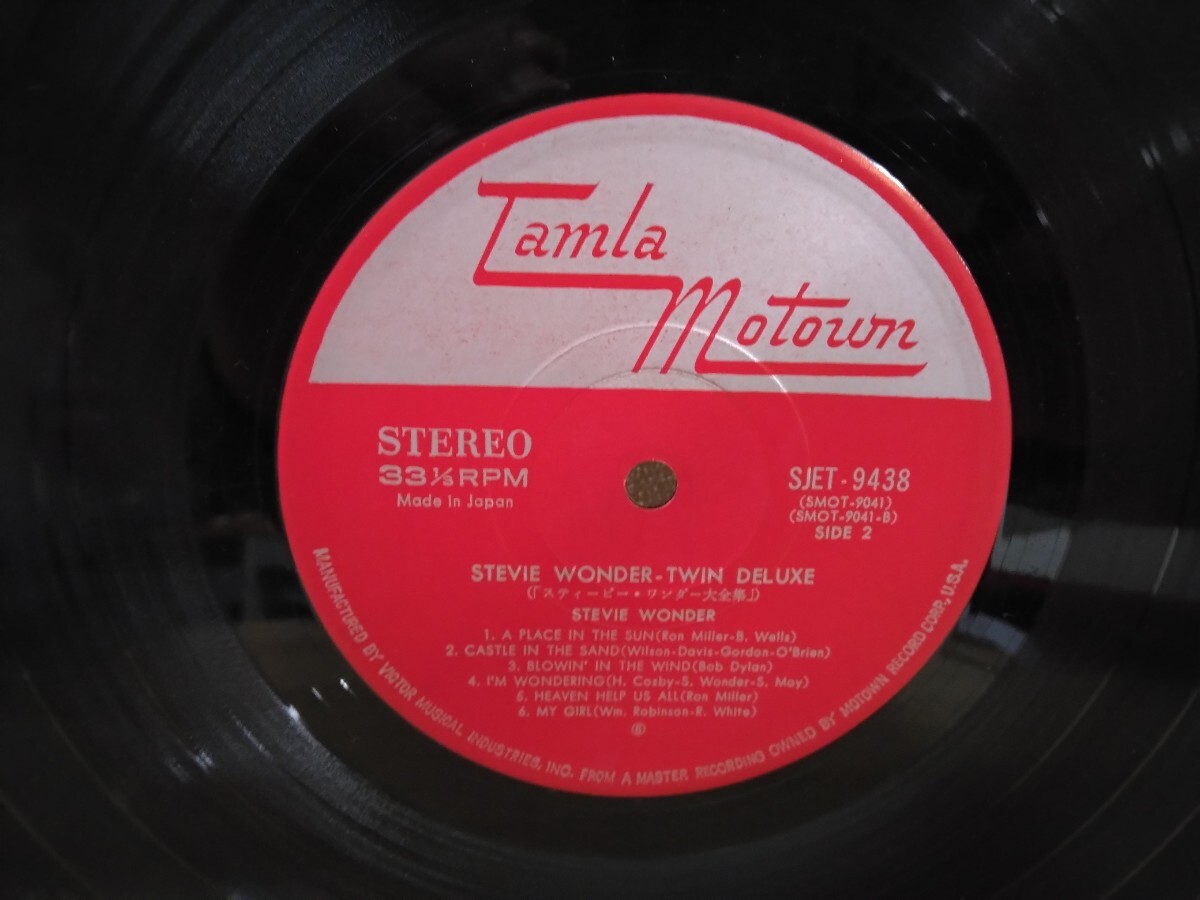 Tamla
Motown
STEREO
33⅓RPM
Made in Japan
SJET-9438
(SMOT-9041)
(SMOT-9041-B)
SIDE 2
STEVIE WONDER-TWIN DELUXE
(「スティービー・ワンダー大全集」)
STEVIE WONDER
1. A PLACE IN THE SUN(Ron Miller-B. Wells)
2. CASTLE IN THE SAND(Wilson-Davis-Gordon-O'Brien)
3. BLOWIN' IN THE WIND(Bob Dylan)
4. I'M WONDERING(H. Cosby-S. Wonder-S. Moy)
5. HEAVEN HELP US ALL(Ron Miller)
6. MY GIRL(Wm. Robinson-R. White)
MANUFACTURED BY VICTOR MUSICAL INDUSTRIES, INC. FROM A MASTER RECORDING OWNED BY MOTOWN RECORD CORP, U.S.A.